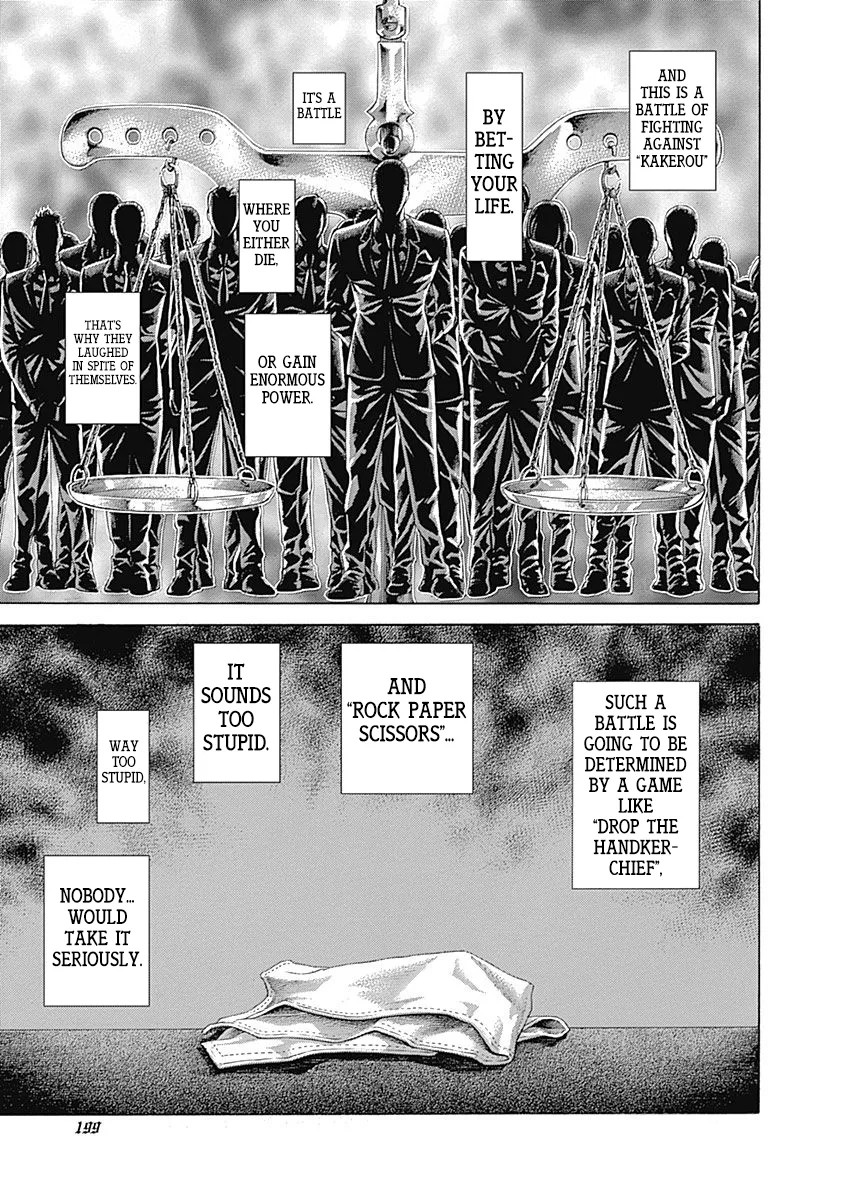 AND
THIS IS A
BATTLE OF
FIGHTING
AGAINST
"KAKEROU"
BY
BET-
TING
YOUR
LIFE.
IT'S A
BATTLE
WHERE
YOU
EITHER
DIE,
OR GAIN
ENORMOUS
POWER.
THAT'S
WHY THEY
LAUGHED
IN SPITE OF
THEMSELVES.
SUCH A
BATTLE IS
GOING TO BE
DETERMINED
BY A GAME
LIKE
"DROP THE
HANDKER-
CHIEF",
AND
"ROCK PAPER
SCISSORS"...
IT
SOUNDS
TOO
STUPID.
WAY
TOO
STUPID,
NOBODY...
WOULD
TAKE IT
SERIOUSLY.
199